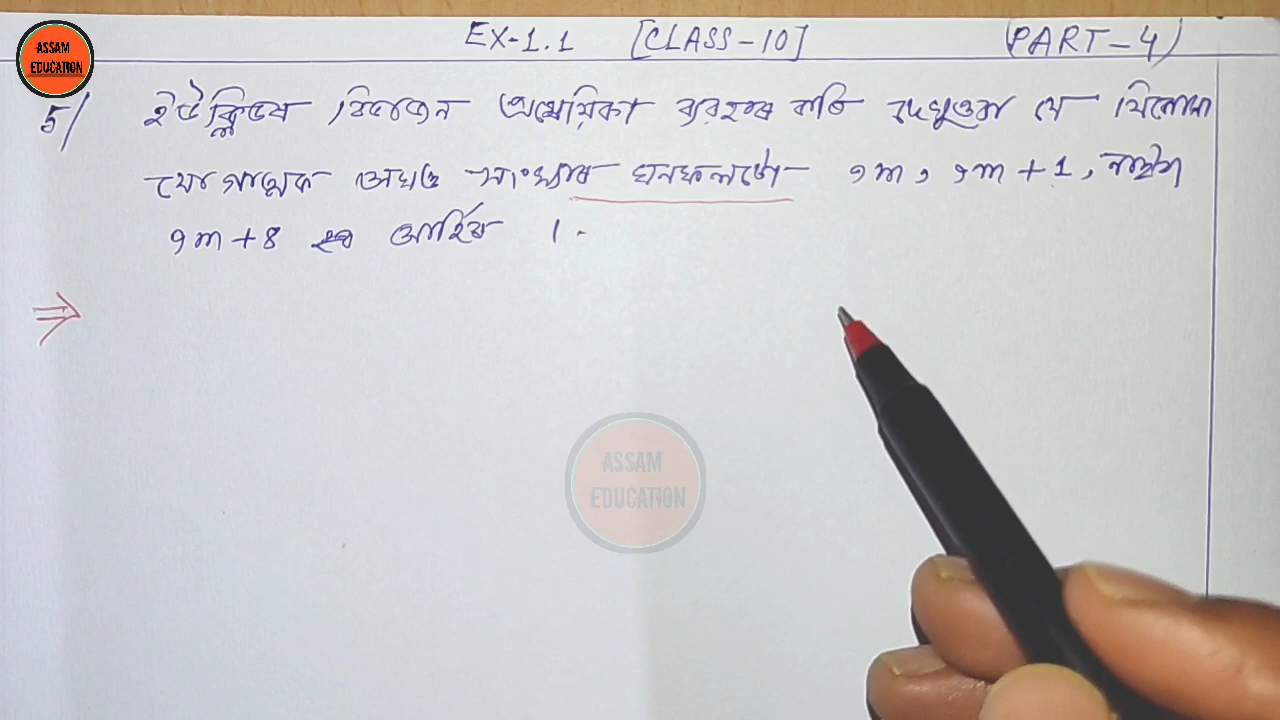 ASSAM
EDUCATION
EX-1.1 [CLASS-10] (PART-4)
5/ ইউক্লিডৰ বিভাজন প্ৰমেয়িকা ব্যৱহাৰ কৰি দেখুওৱা যে যিকোনো
যোগাত্মক অখণ্ড সংখ্যাৰ ঘনফলটো 9m, 9m + 1, নাইবা
9m + 8 ৰ আৰ্হিৰ ।
⇒
ASSAM
EDUCATION